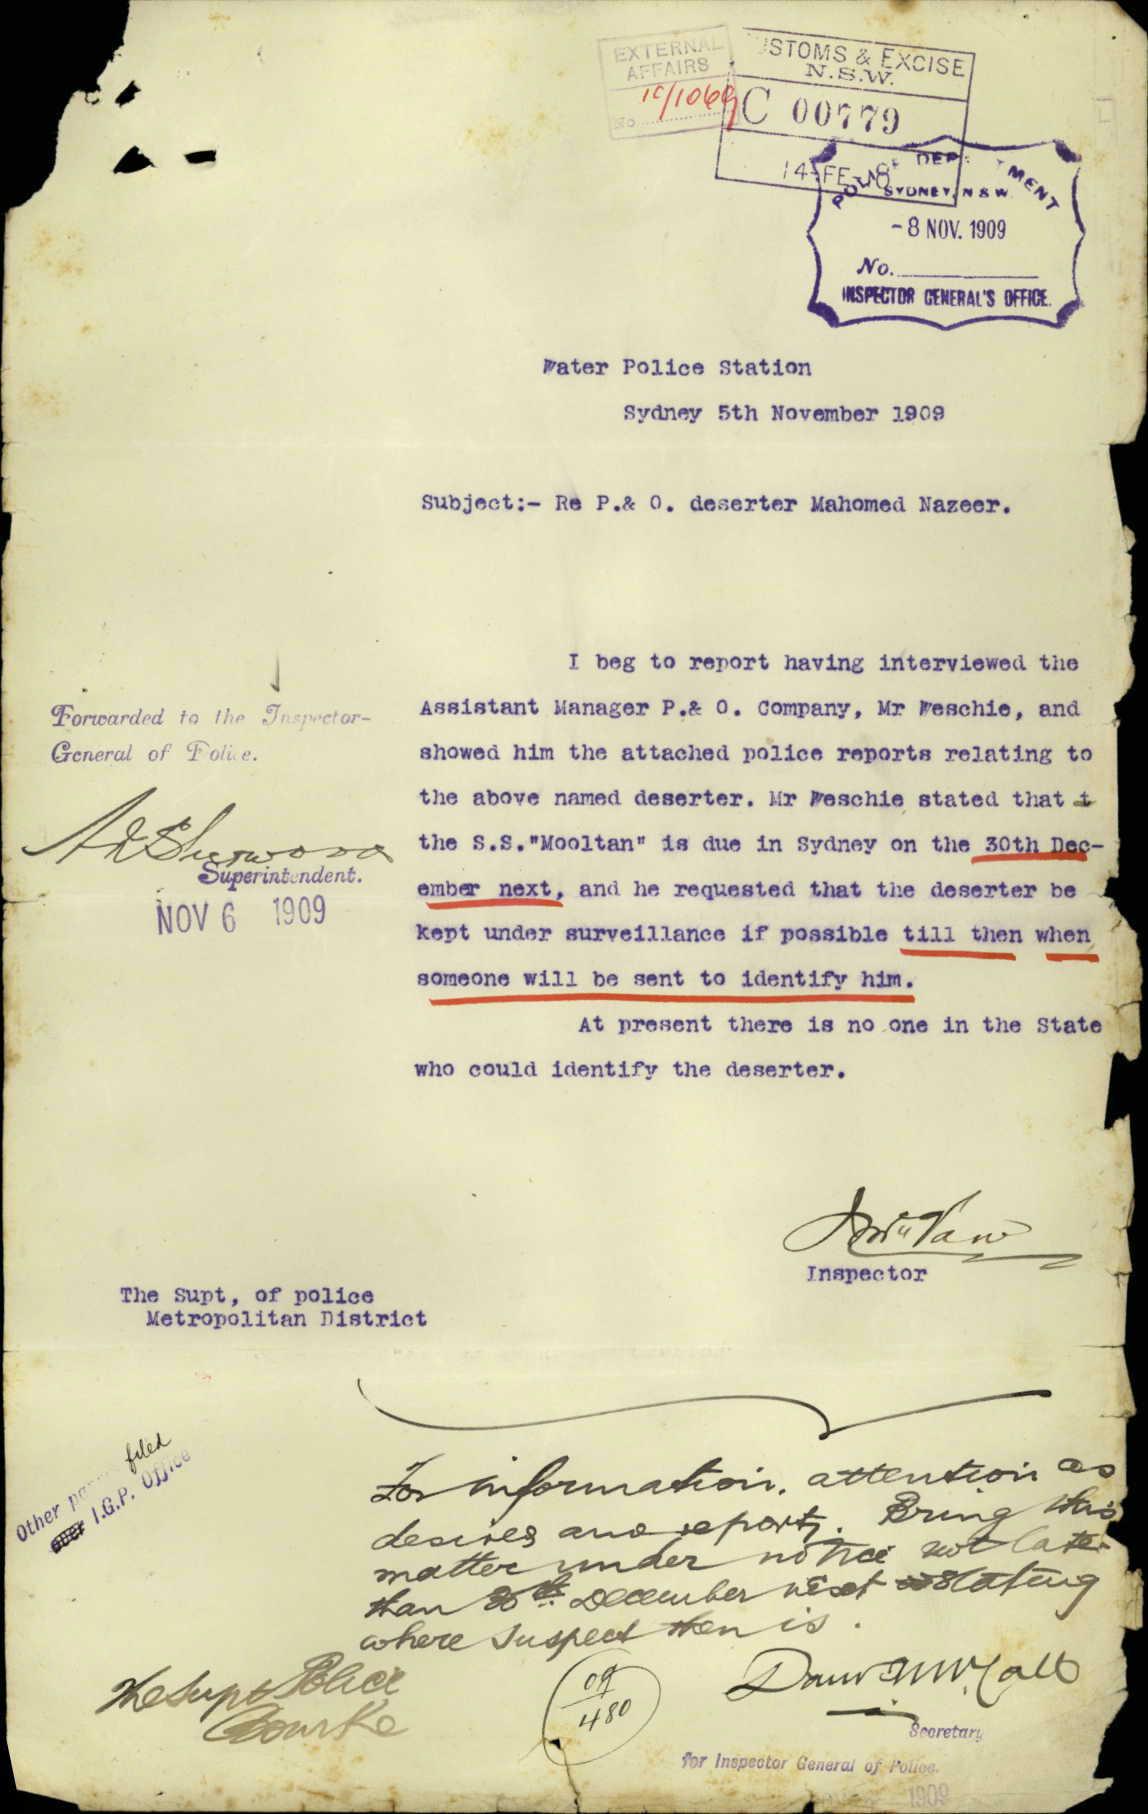 EXTERNAL
AFFAIRS
No
USTOMS & EXCISE
N.S.W.
C 00779
POLICE DEPARTMENT
SYDNEY, N.S.W.
-8 NOV. 1909
No.
INSPECTOR GENERAL'S OFFICE.
Water Police Station
Sydney 5th November 1909
Subject:- Re P.& O. deserter Mahomed Nazeer.
I beg to report having interviewed the
Assistant Manager P.& O. Company, Mr Weschie, and
showed him the attached police reports relating to
the above named deserter. Mr Weschie stated that t
the S.S."Mooltan" is due in Sydney on the 30th Dec-
ember next, and he requested that the deserter be
kept under surveillance if possible till then when
someone will be sent to identify him.
At present there is no one in the State
who could identify the deserter.
Forwarded to the Inspector-
General of Police.
Superintendent.
NOV 6 1909
Inspector
The Supt, of police
Metropolitan District
Other papers filed
I.G.P. Office
For information, attention as
desired and report. Bring this
matter under notice not later
than December next stating
where suspect then is.
The Supt Police
Bourke
09
480
Secretary
for Inspector General of Police.
1909